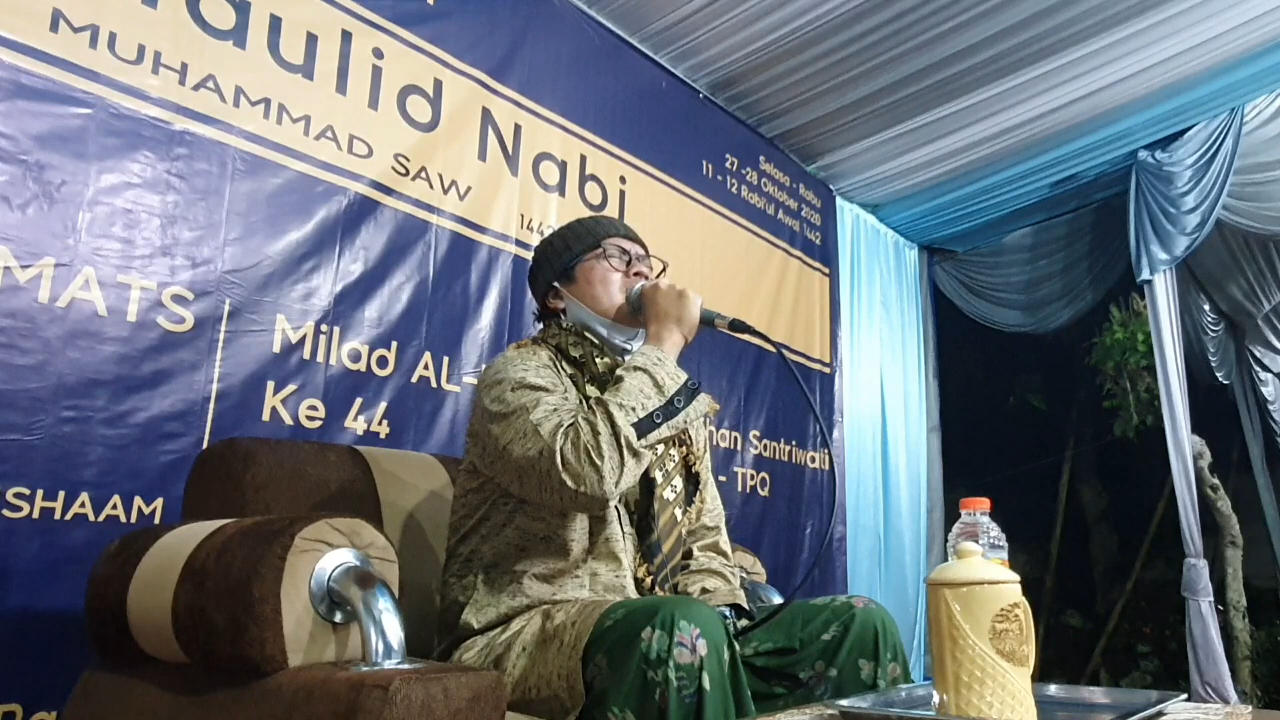 aulid Nabi
MUHAMMAD SAW
1442
Selasa - Rabu
27 -28 Oktober 2020
11 - 12 Rabi'ul Awal 1442
MATS
Milad AL-
Ke 44
han Santriwati
- TPQ
SHAAM